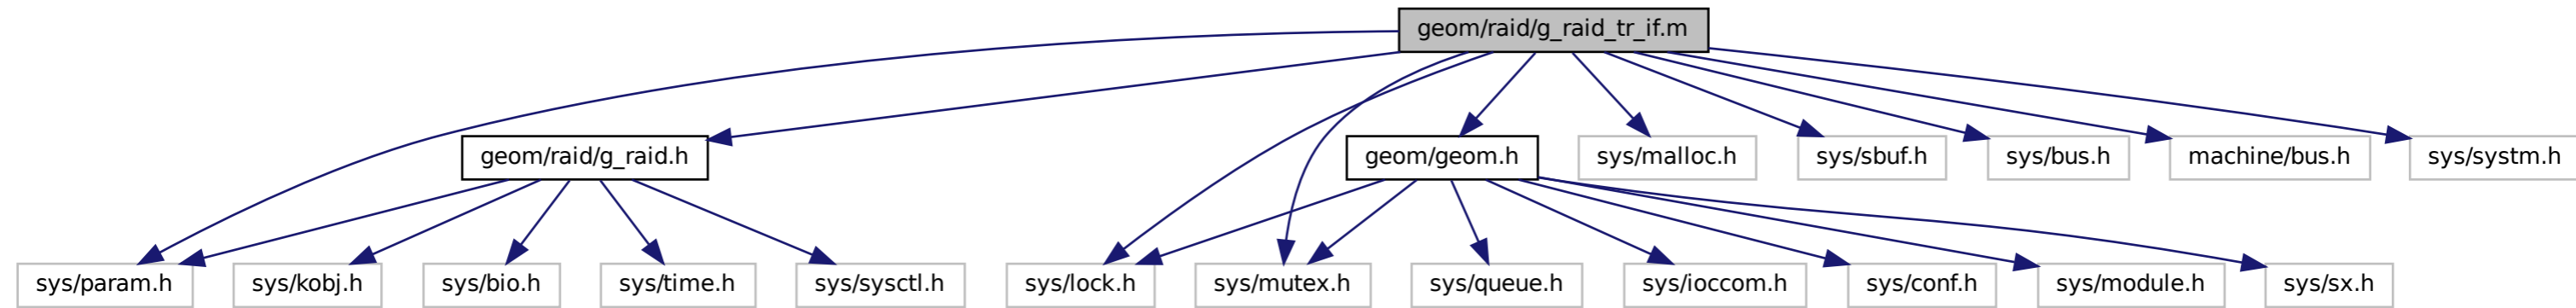 geom/raid/g_raid_tr_if.m
geom/raid/g_raid.h
geom/geom.h
sys/malloc.h
sys/sbuf.h
sys/bus.h
machine/bus.h
sys/systm.h
sys/param.h
sys/kobj.h
sys/bio.h
sys/time.h
sys/sysctl.h
sys/lock.h
sys/mutex.h
sys/queue.h
sys/ioccom.h
sys/conf.h
sys/module.h
sys/sx.h